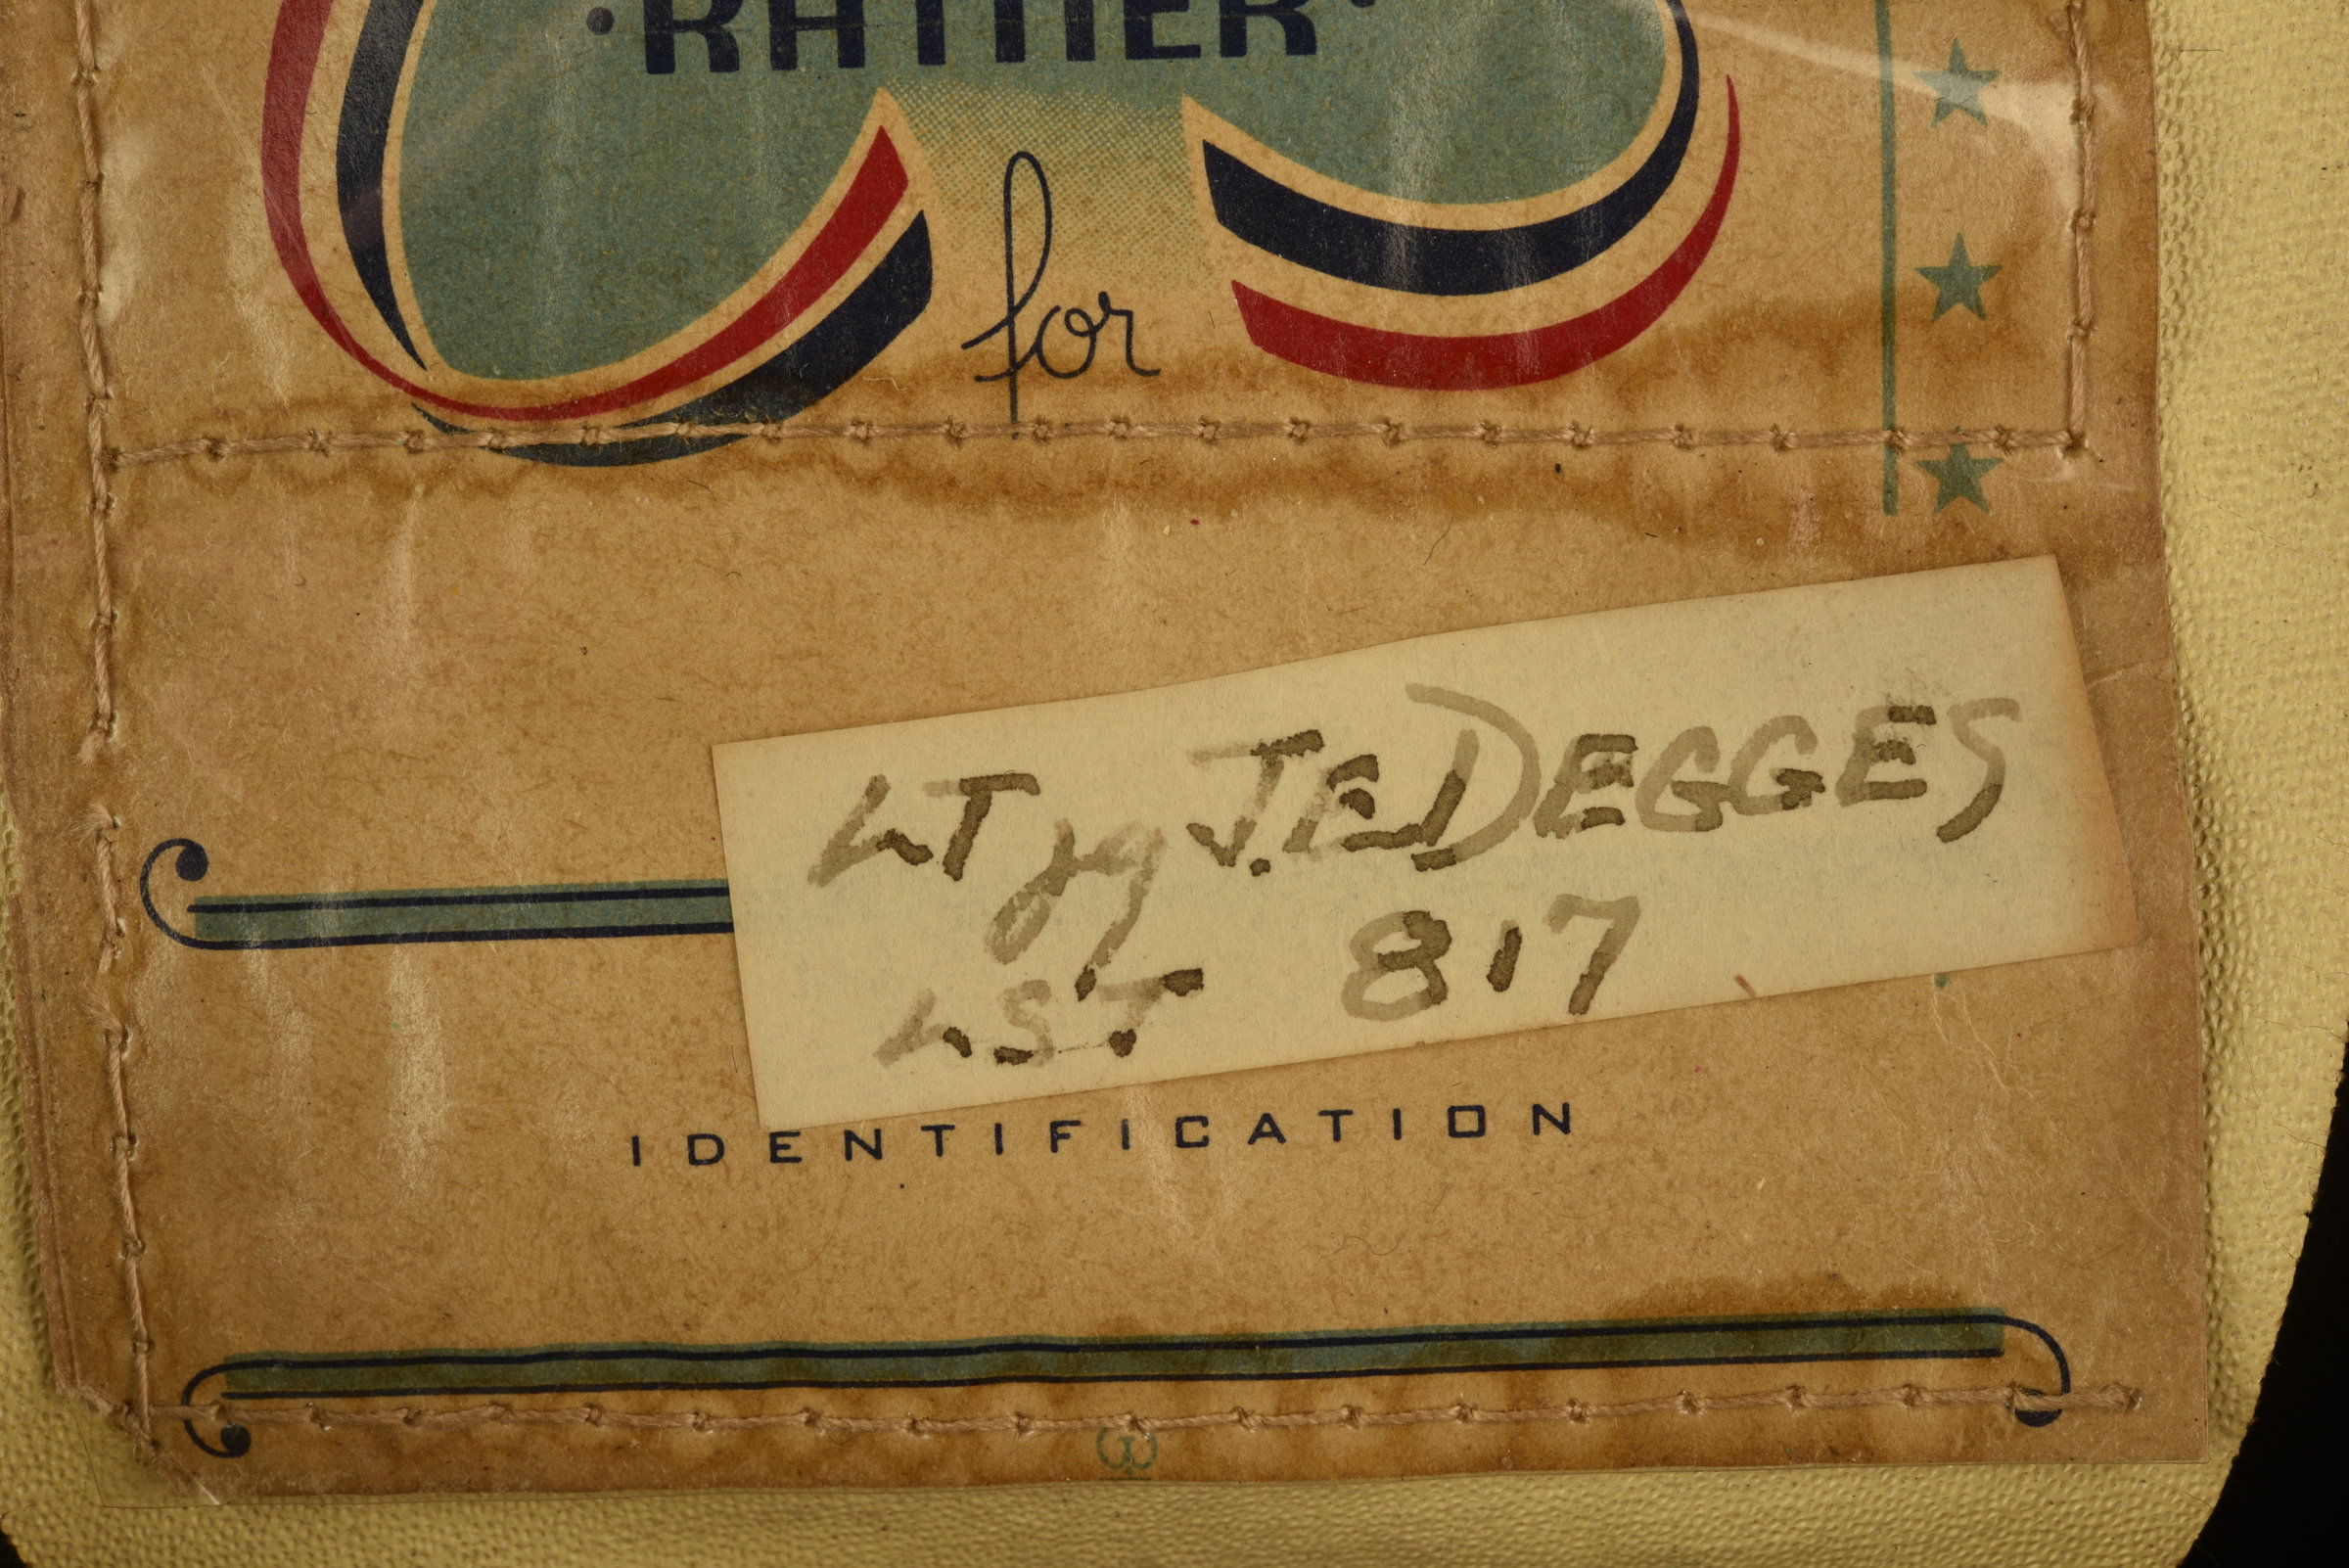 ·RATHER·
for
LT jg J.E. DEGGES
LST 817
IDENTIFICATION